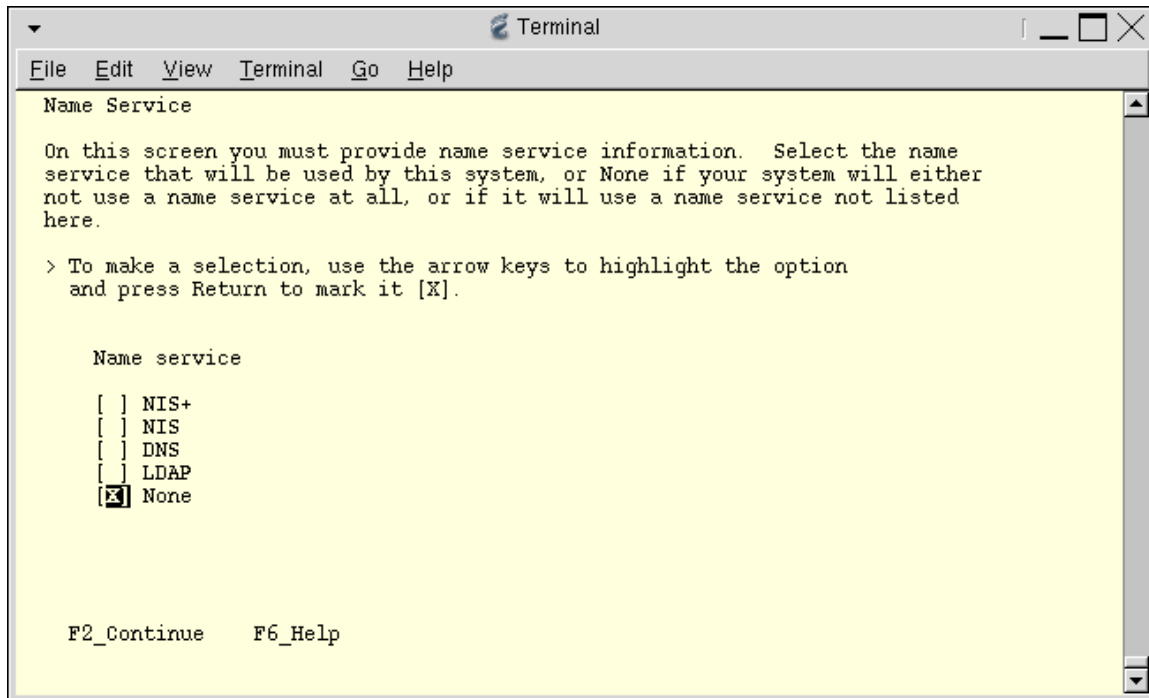 Terminal
File Edit View Terminal Go Help
Name Service
On this screen you must provide name service information.  Select the name
service that will be used by this system, or None if your system will either
not use a name service at all, or if it will use a name service not listed
here.
> To make a selection, use the arrow keys to highlight the option
and press Return to mark it [X].
Name service
[ ] NIS+
[ ] NIS
[ ] DNS
[ ] LDAP
[X] None
F2_Continue    F6_Help